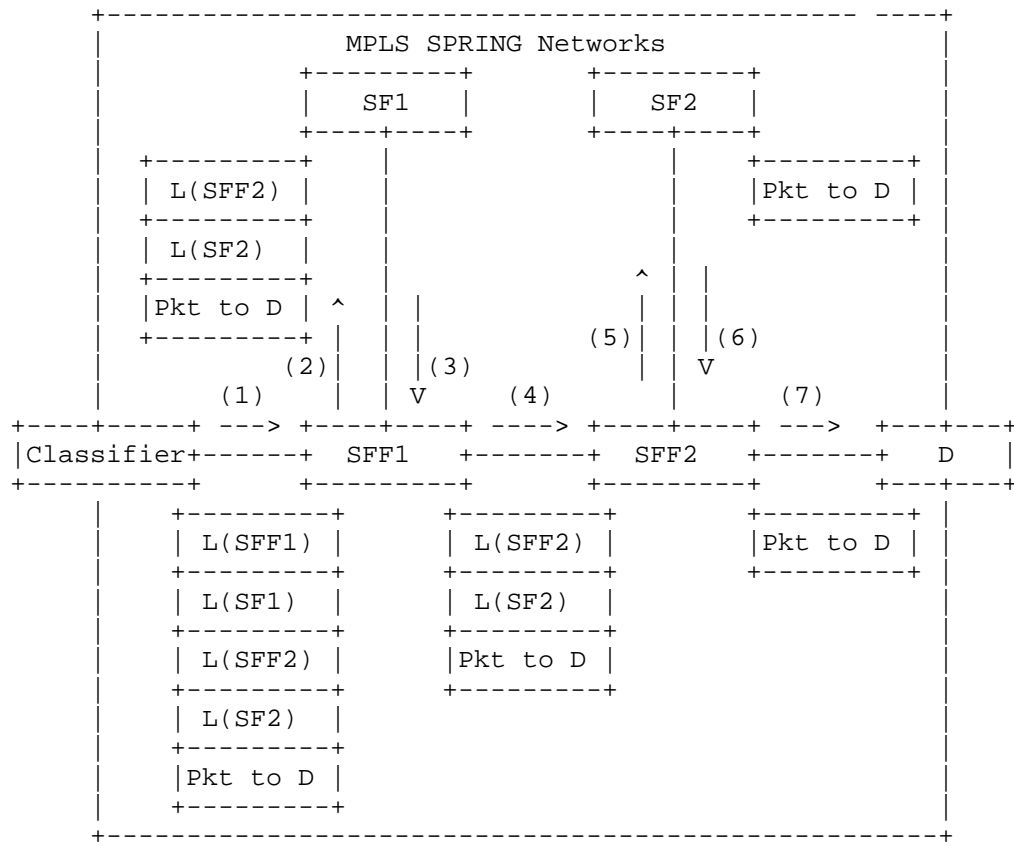 MPLS SPRING Networks
SF1 SF2
L(SFF2) Pkt to D
L(SF2)
Pkt to D
(5) (6)
(2) (3)
(1) (4) (7)
Classifier SFF1 SFF2 D
L(SFF1) L(SFF2) Pkt to D
L(SF1) L(SF2)
L(SFF2) Pkt to D
L(SF2)
Pkt to D